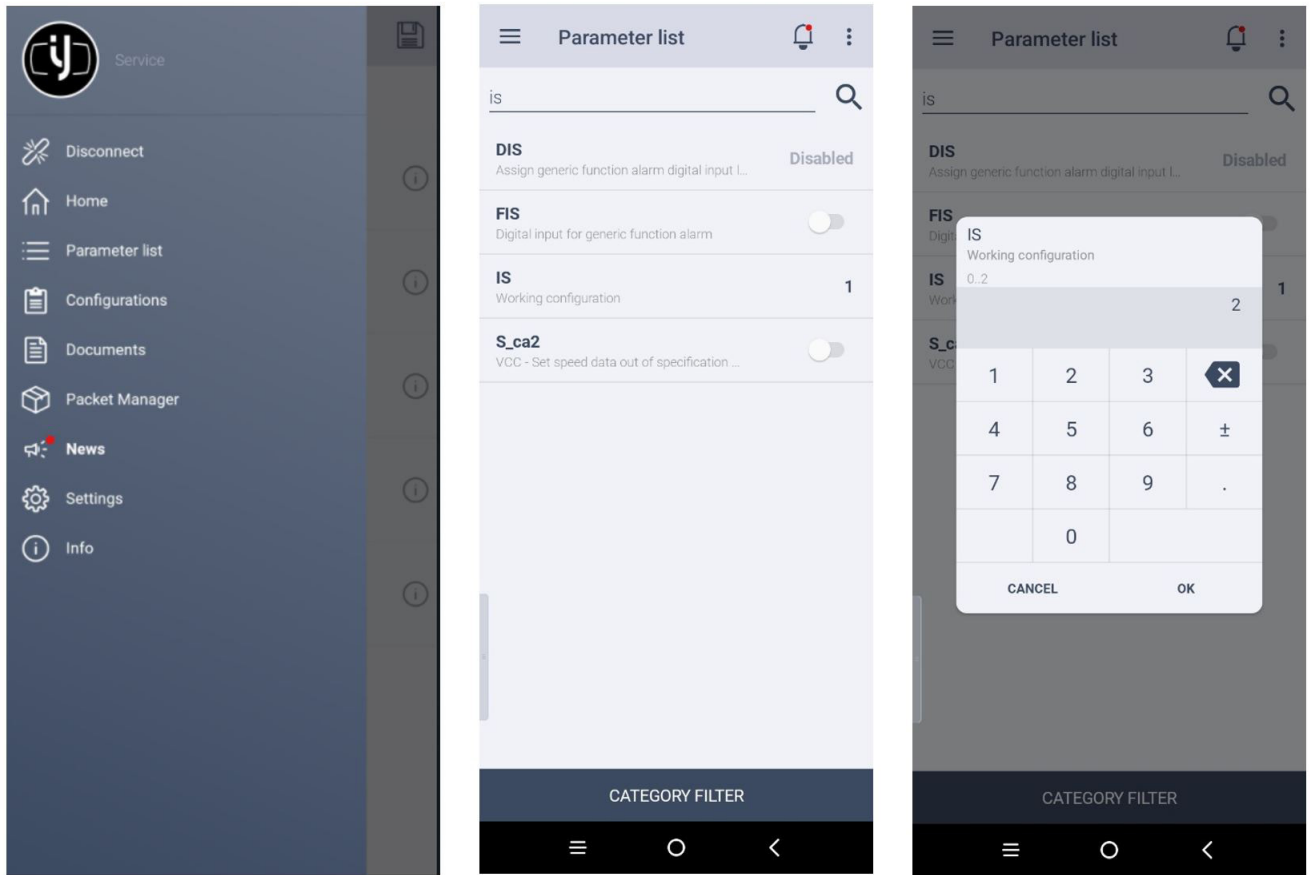 IJ
Service
Disconnect
Home
Parameter list
Configurations
Documents
Packet Manager
News
Settings
Info
Parameter list
is
DIS
Assign generic function alarm digital input l...
Disabled
FIS
Digital input for generic function alarm
IS
Working configuration
1
S_ca2
VCC - Set speed data out of specification ...
CATEGORY FILTER
Parameter list
is
DIS
Assign generic function alarm digital input l...
Disabled
FIS
Digit
IS
Work
1
S_c
VCC
IS
Working configuration
0..2
2
1 2 3
4 5 6 ±
7 8 9 .
0
CANCEL OK
CATEGORY FILTER